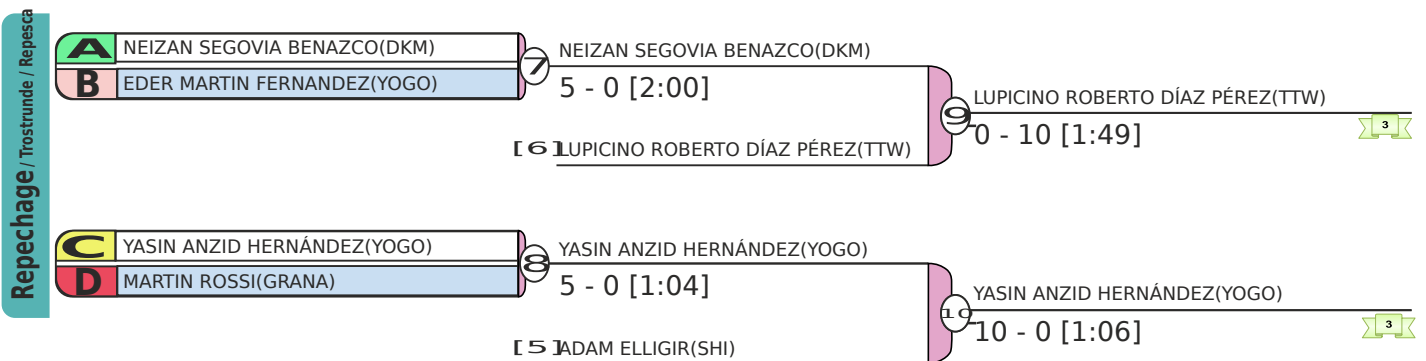 Repechage / Trostrunde / Repesca
A NEIZAN SEGOVIA BENAZCO(DKM)
B EDER MARTIN FERNANDEZ(YOGO)
7 NEIZAN SEGOVIA BENAZCO(DKM)
5 - 0 [2:00]
[6] LUPICINO ROBERTO DÍAZ PÉREZ(TTW)
9 LUPICINO ROBERTO DÍAZ PÉREZ(TTW)
0 - 10 [1:49]
3
C YASIN ANZID HERNÁNDEZ(YOGO)
D MARTIN ROSSI(GRANA)
8 YASIN ANZID HERNÁNDEZ(YOGO)
5 - 0 [1:04]
[5] ADAM ELLIGIR(SHI)
10 YASIN ANZID HERNÁNDEZ(YOGO)
10 - 0 [1:06]
3